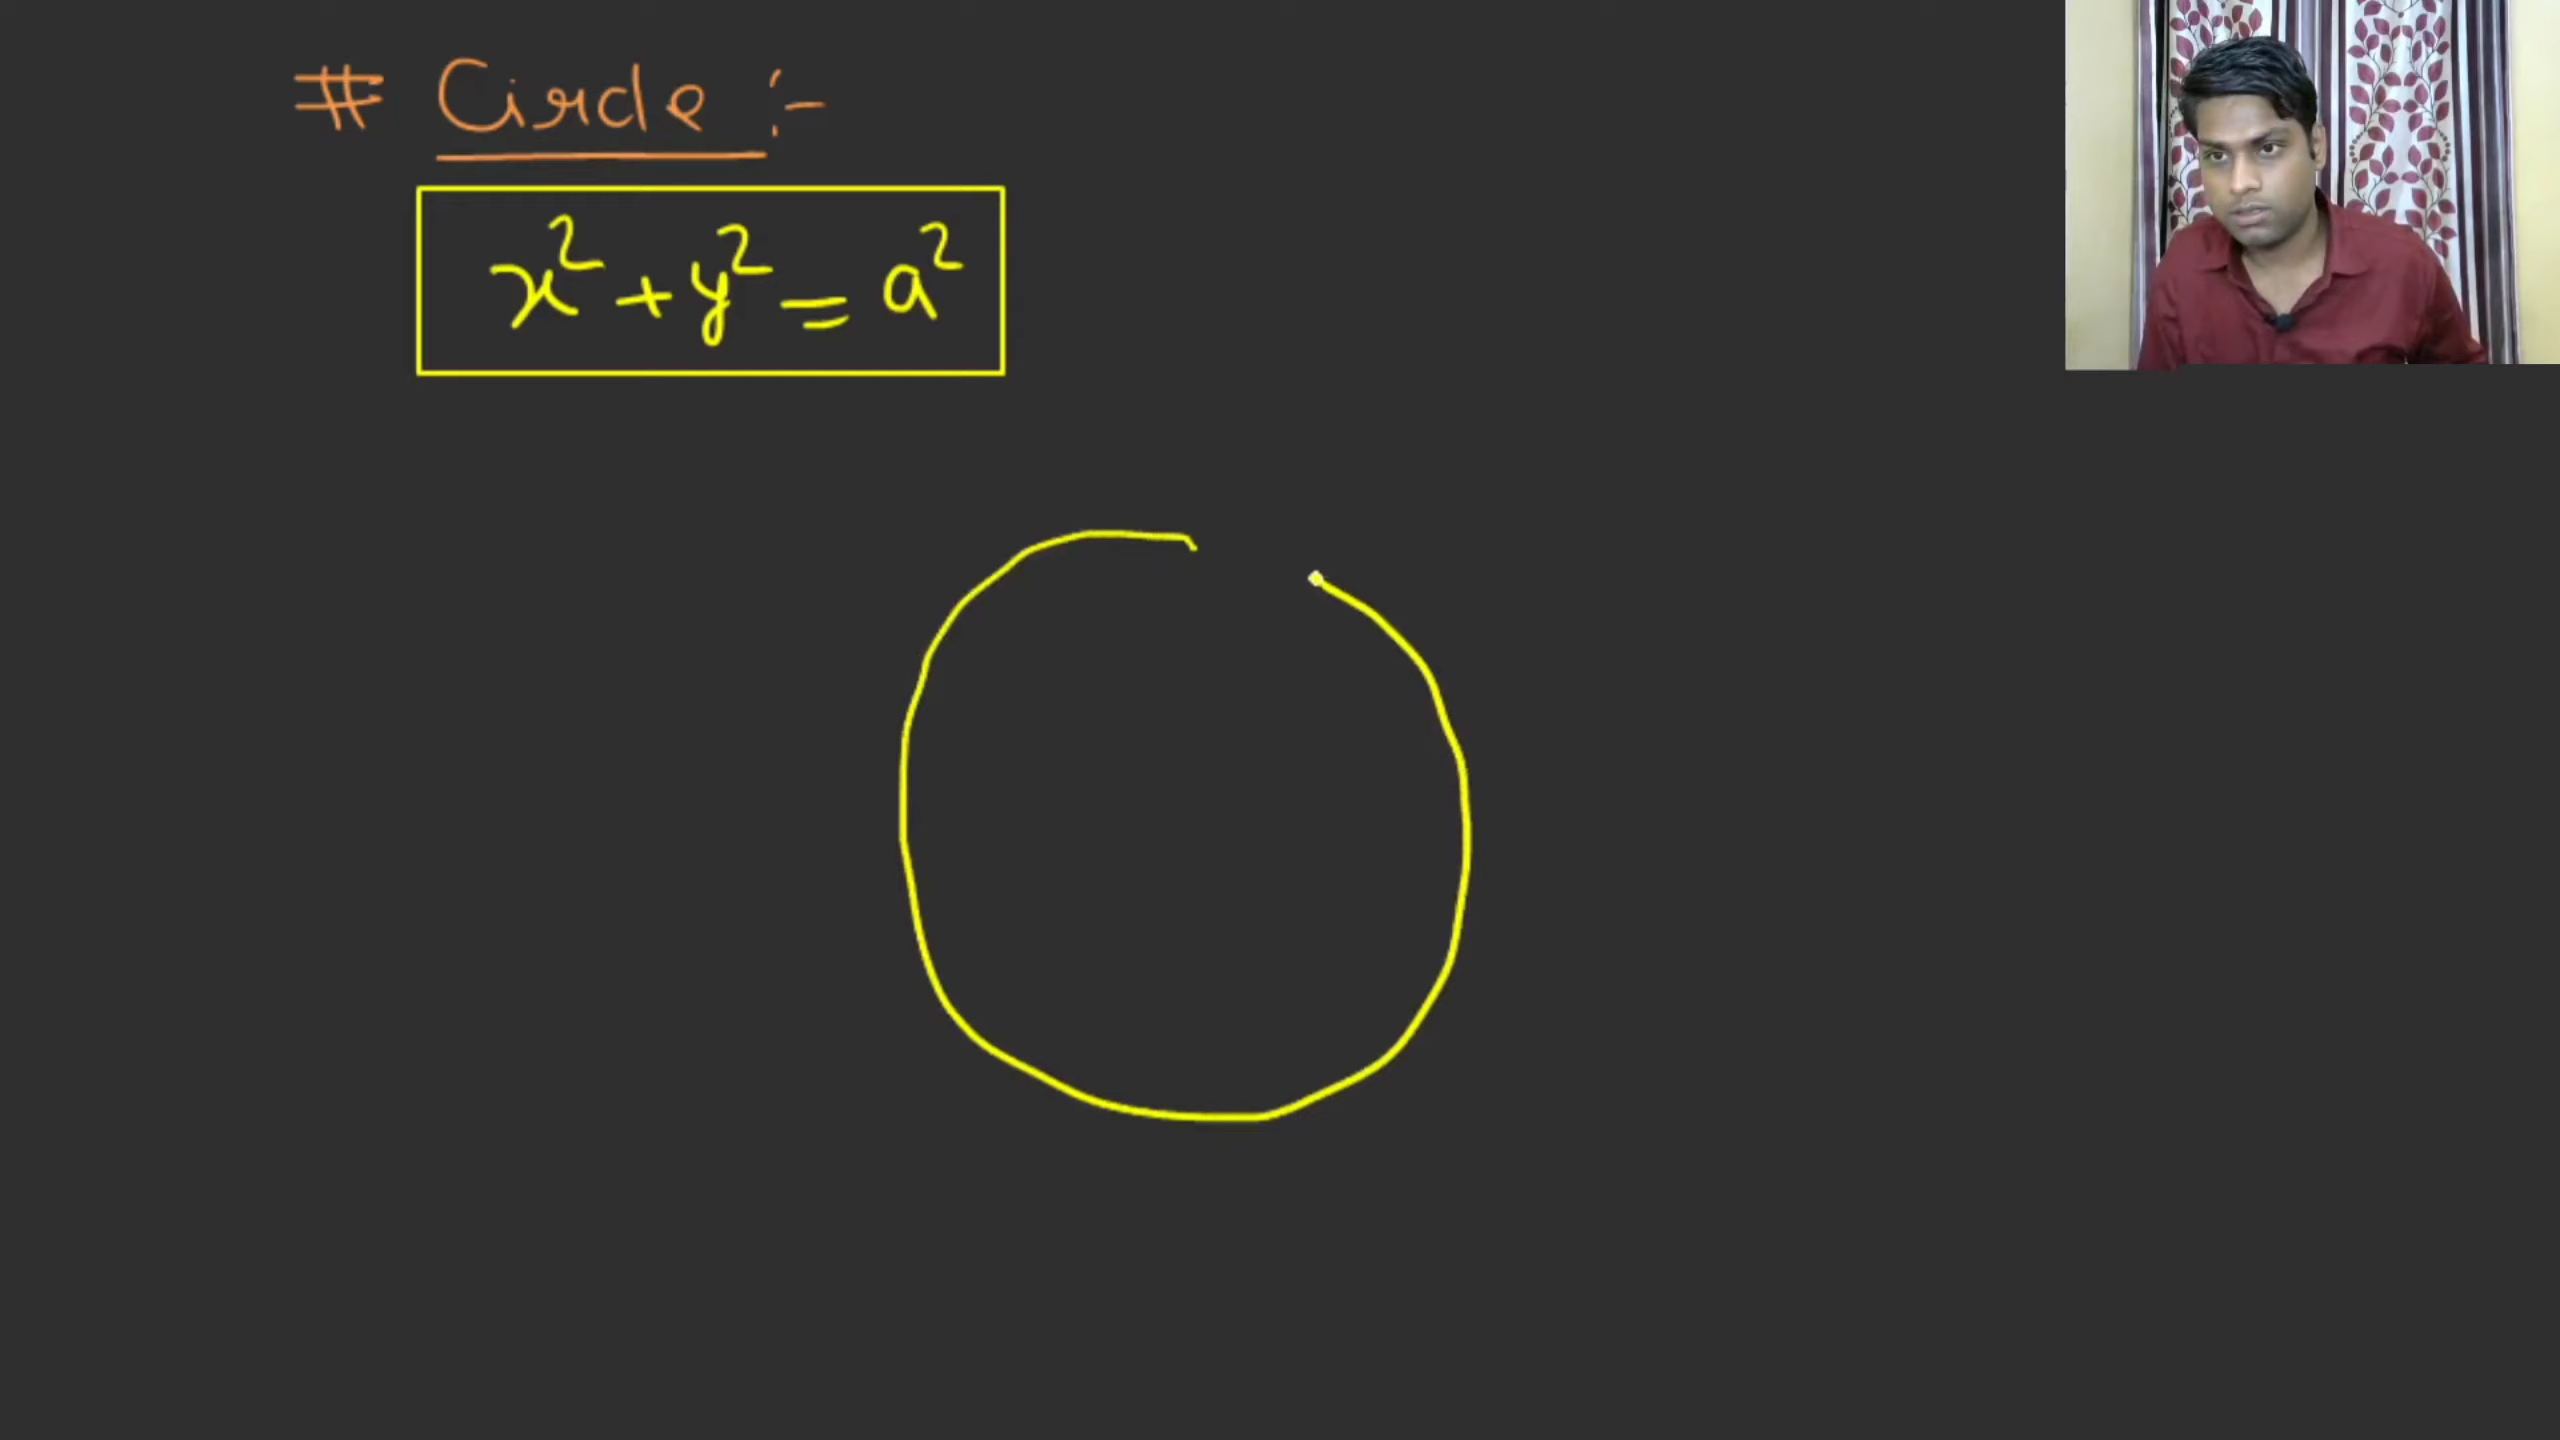 # Circle :-
x² + y² = a²